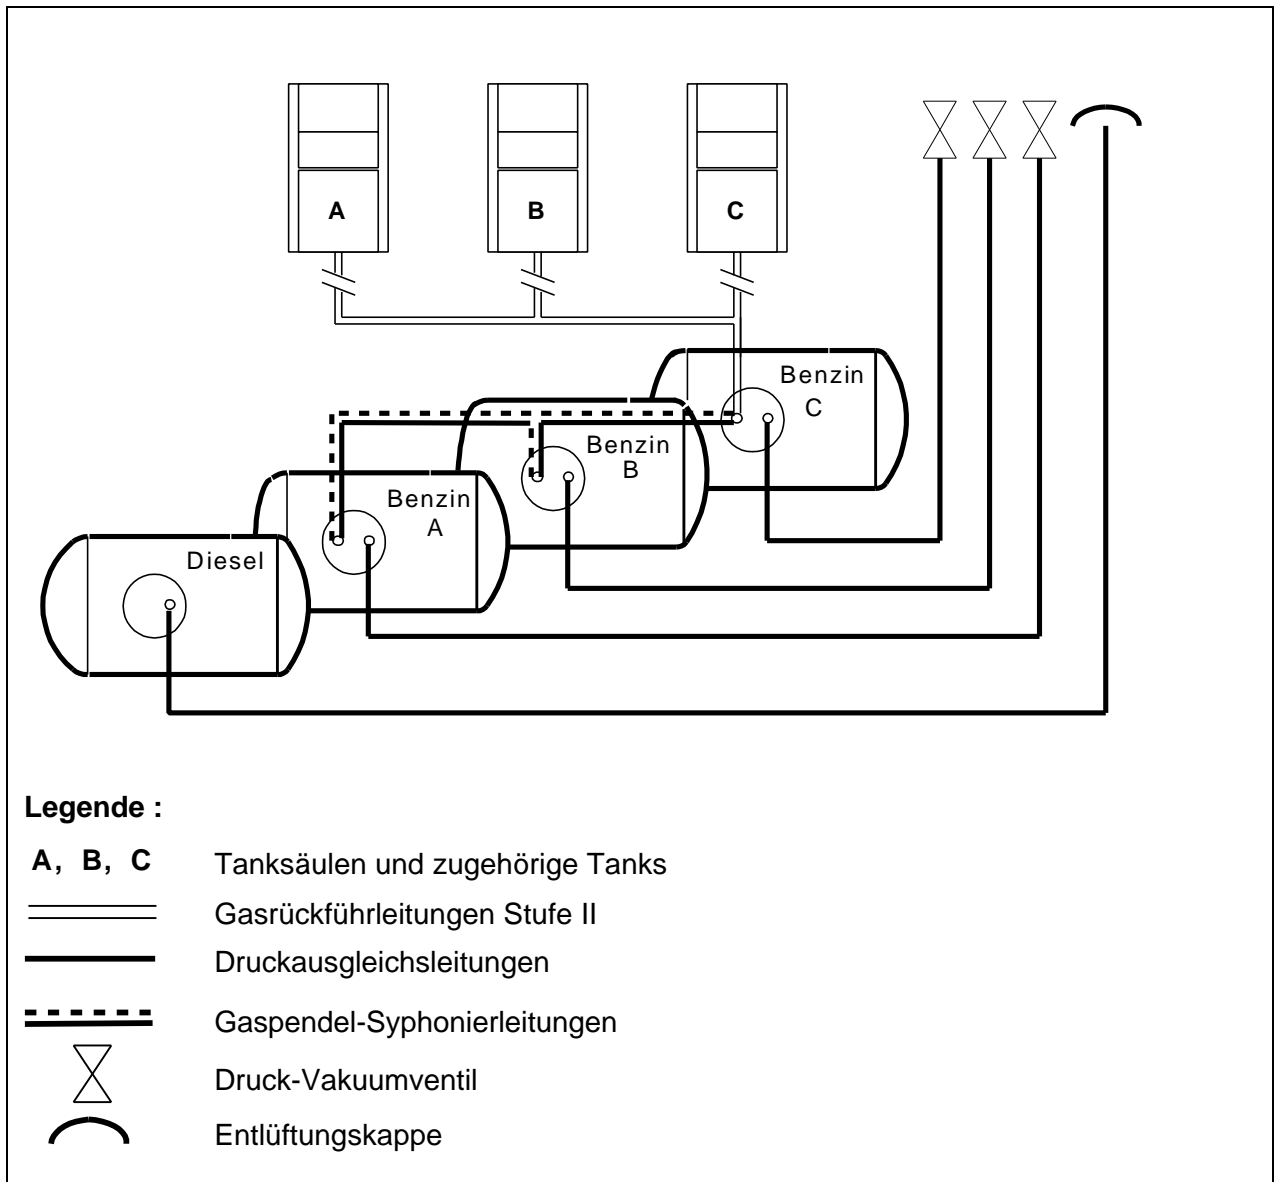 A
B
C
Benzin
C
Benzin
B
Benzin
A
Diesel
Legende :
A, B, C
Tanksäulen und zugehörige Tanks
Gasrückführleitungen Stufe II
Druckausgleichsleitungen
Gaspendel-Syphonierleitungen
Druck-Vakuumventil
Entlüftungskappe